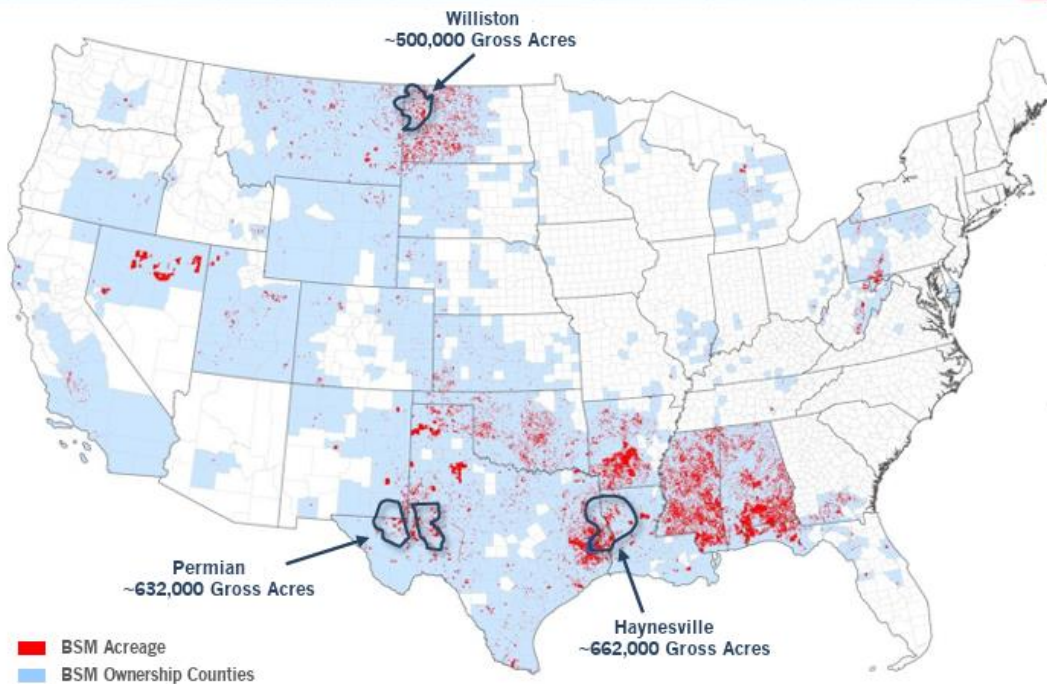 Williston
~500,000 Gross Acres
Permian
~632,000 Gross Acres
Haynesville
~662,000 Gross Acres
BSM Acreage
BSM Ownership Counties